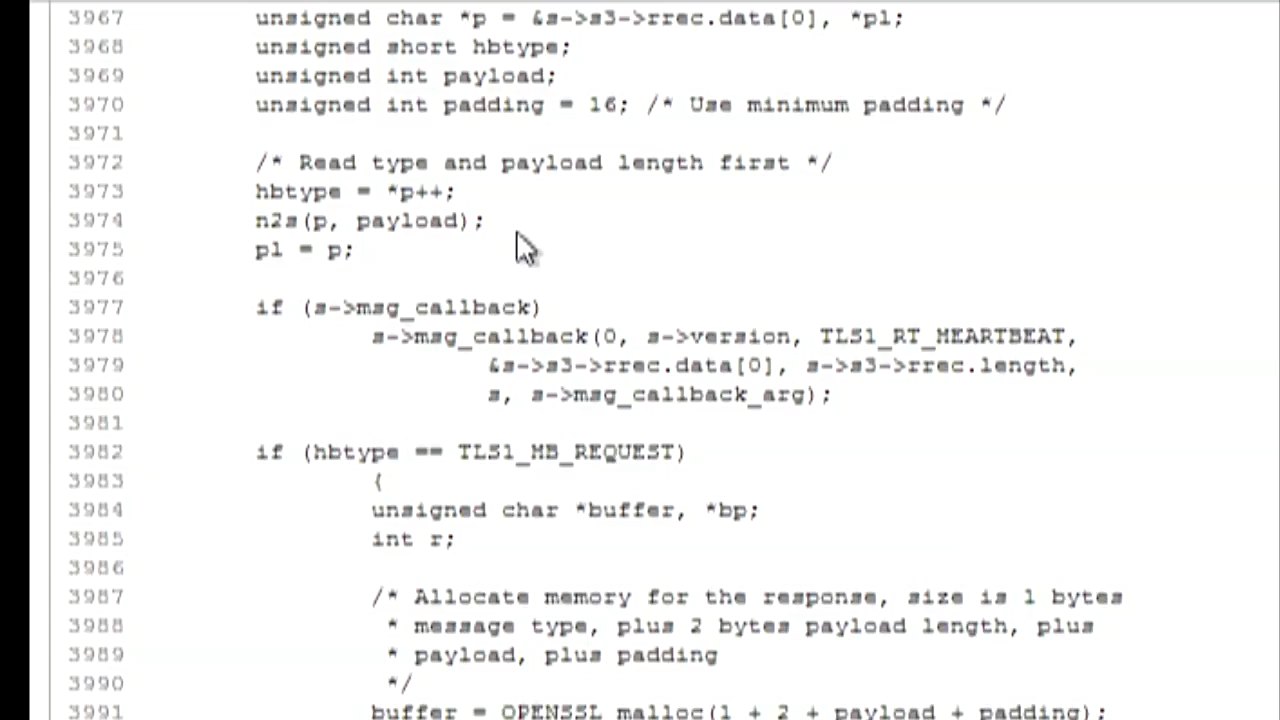 3967 unsigned char *p = &s->s3->rrec.data[0], *pl;
3968 unsigned short hbtype;
3969 unsigned int payload;
3970 unsigned int padding = 16; /* Use minimum padding */
3971
3972 /* Read type and payload length first */
3973 hbtype = *p++;
3974 n2s(p, payload);
3975 pl = p;
3976
3977 if (s->msg_callback)
3978 s->msg_callback(0, s->version, TLS1_RT_HEARTBEAT,
3979 &s->s3->rrec.data[0], s->s3->rrec.length,
3980 s, s->msg_callback_arg);
3981
3982 if (hbtype == TLS1_HB_REQUEST)
3983 {
3984 unsigned char *buffer, *bp;
3985 int r;
3986
3987 /* Allocate memory for the response, size is 1 bytes
3988 * message type, plus 2 bytes payload length, plus
3989 * payload, plus padding
3990 */
3991 buffer = OPENSSL_malloc(1 + 2 + payload + padding);